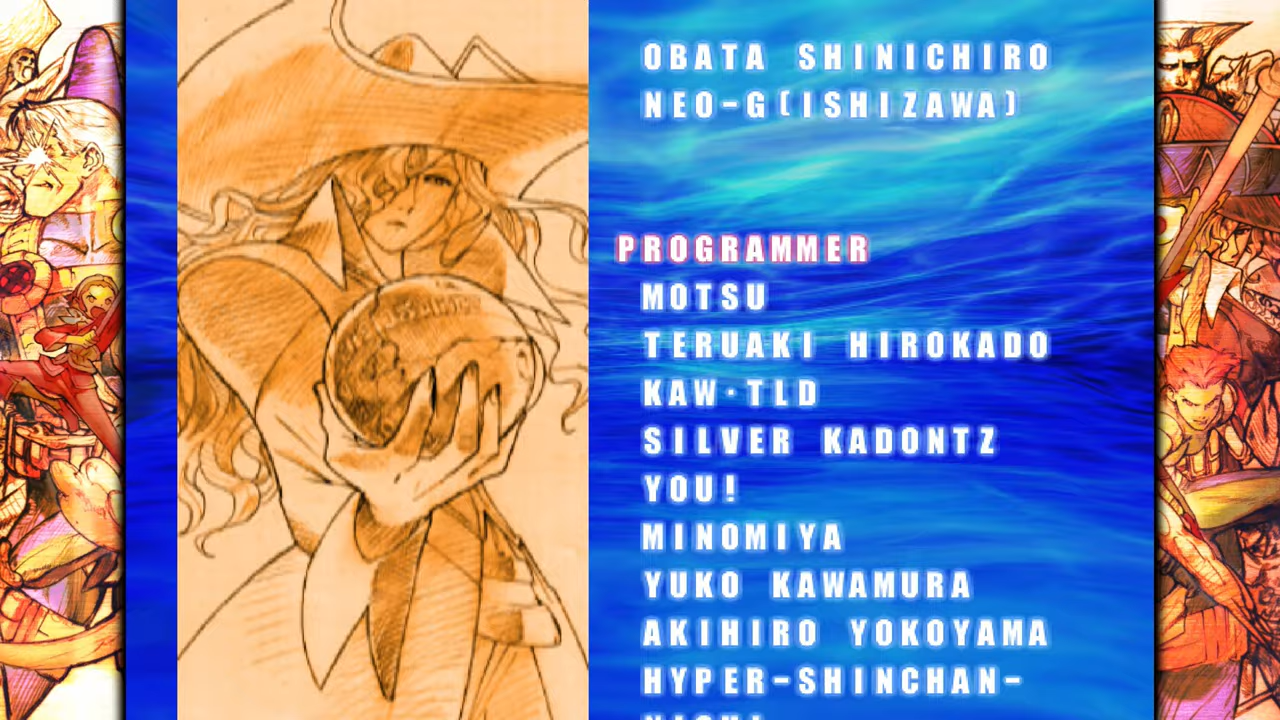 OBATA SHINICHIRO
NEO-G(ISHIZAWA)
PROGRAMMER
MOTSU
TERUAKI HIROKADO
KAW·TLD
SILVER KADONTZ
YOU!
MINOMIYA
YUKO KAWAMURA
AKIHIRO YOKOYAMA
HYPER-SHINCHAN-